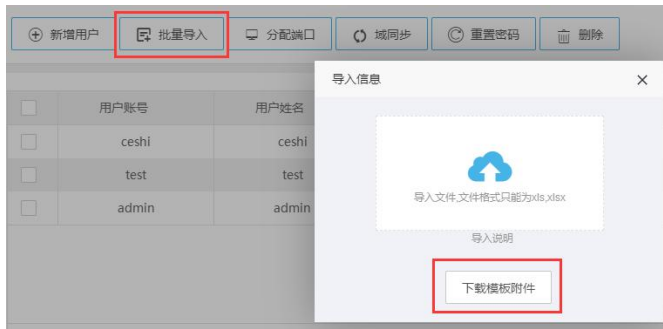 新增用户 批量导入 分配端口 域同步 重置密码 删除
导入信息
用户账号 用户姓名
ceshi ceshi
test test
admin admin
导入文件,文件格式只能为xls,xlsx
导入说明
下载模板附件